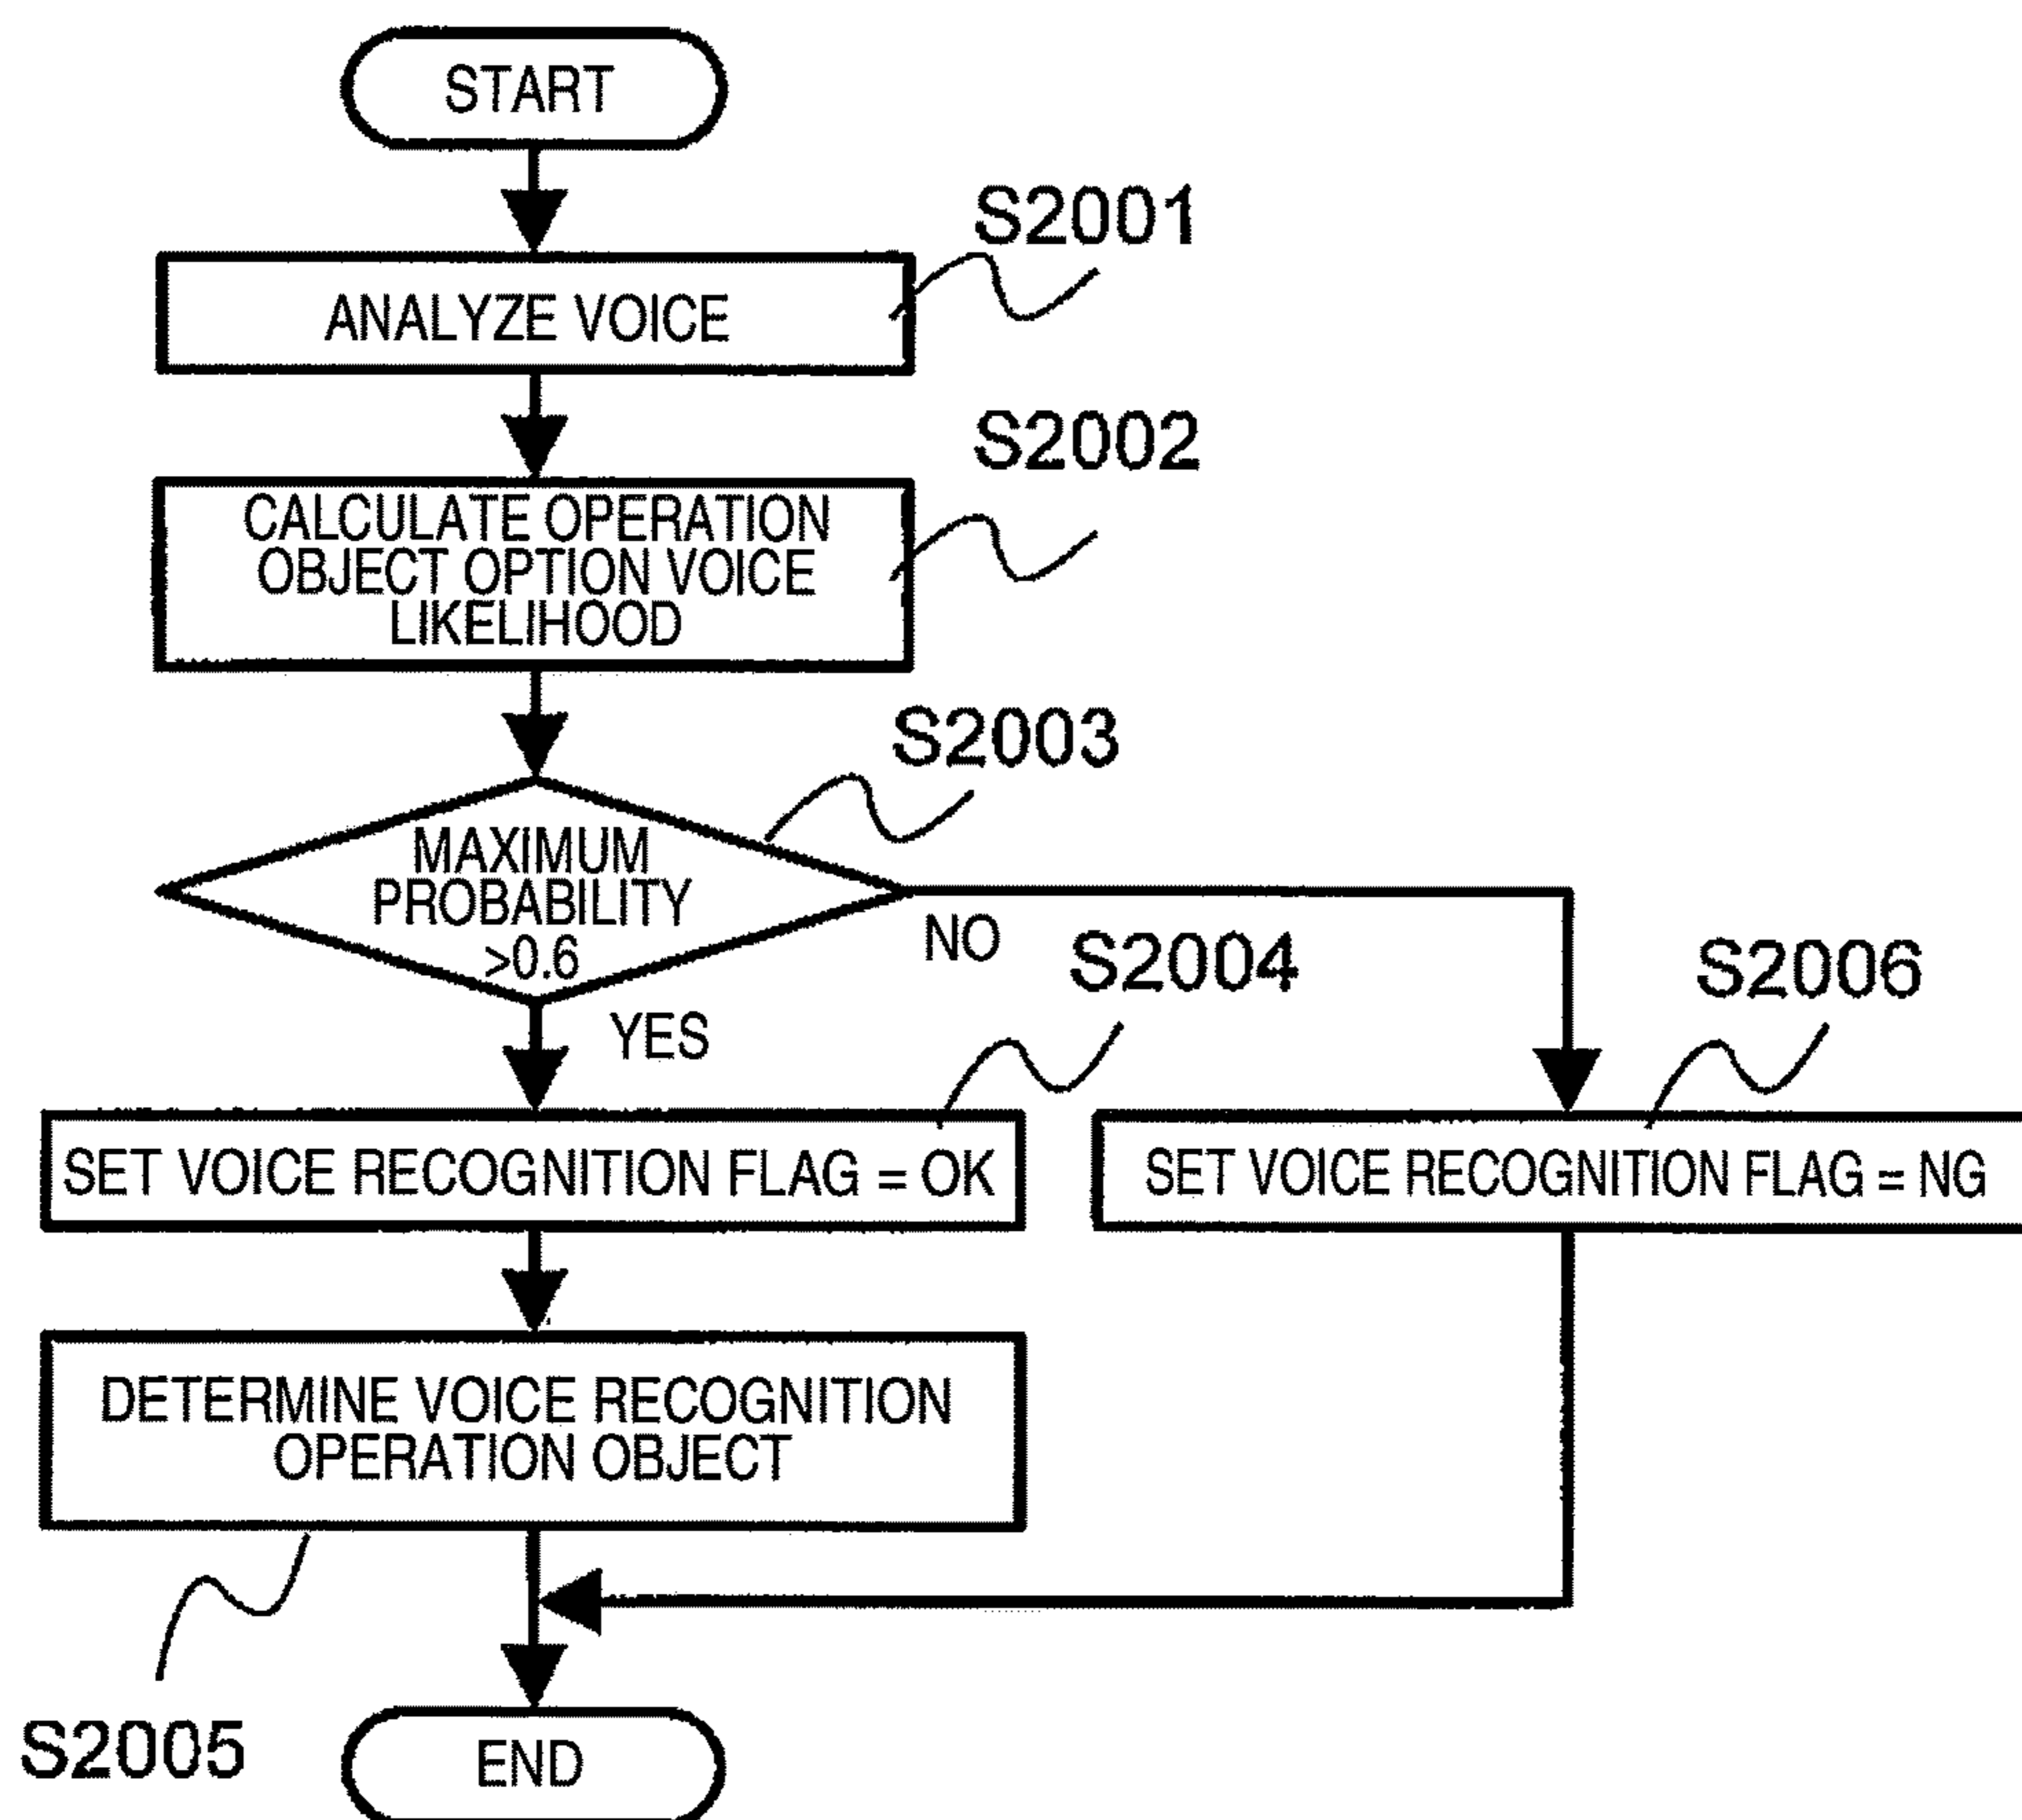 START
S2001
ANALYZE VOICE
S2002
CALCULATE OPERATION
OBJECT OPTION VOICE
LIKELIHOOD
S2003
MAXIMUM
PROBABILITY
>0.6
NO
YES
S2004
S2006
SET VOICE RECOGNITION FLAG = OK
SET VOICE RECOGNITION FLAG = NG
DETERMINE VOICE RECOGNITION
OPERATION OBJECT
S2005
END